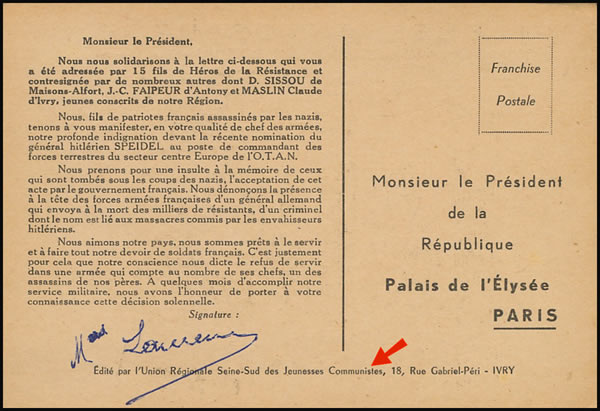 Monsieur le Président,
Nous nous solidarisons à la lettre ci-dessous qui vous
a été adressée par 15 fils de Héros de la Résistance et
contresignée par de nombreux autres dont D. SISSOU de
Maisons-Alfort, J.-C. FAIPEUR d'Antony et MASLIN Claude
d'Ivry, jeunes conscrits de notre Région.
Nous, fils de patriotes français assassinés par les nazis,
tenons à vous manifester, en votre qualité de chef des armées,
notre profonde indignation devant la récente nomination du
général hitlérien SPEIDEL au poste de commandant des
forces terrestres du secteur centre Europe de l'O.T.A.N.
Nous prenons pour une insulte à la mémoire de ceux
qui sont tombés sous les coups des nazis, l'acceptation de cet
acte par le gouvernement français. Nous dénonçons la présence
à la tête des forces armées françaises d'un général allemand
qui envoya à la mort des milliers de résistants, d'un criminel
dont le nom est lié aux massacres commis par les envahisseurs
hitlériens.
Nous aimons notre pays, nous sommes prêts à le servir
et à faire tout notre devoir de soldats français. C'est justement
pour cela que notre conscience nous dicte le refus de servir
dans une armée qui compte au nombre de ses chefs, un des
assassins de nos pères. A quelques mois d'accomplir notre
service militaire, nous avons l'honneur de porter à votre
connaissance cette décision solennelle.
Signature :
Franchise
Postale
Monsieur le Président
de la
République
Palais de l'Élysée
PARIS
Édité par l'Union Régionale Seine-Sud des Jeunesses Communistes, 18, Rue Gabriel-Péri - IVRY